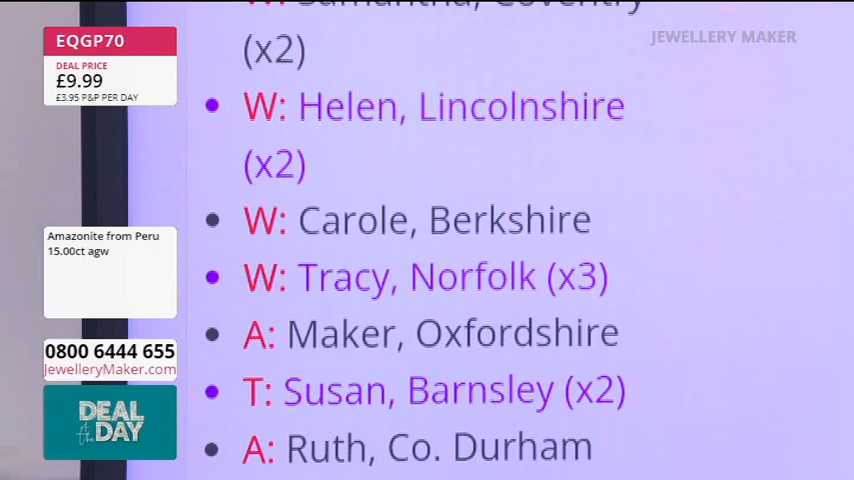 EQGP70
DEAL PRICE
£9.99
£3.95 P&P PER DAY
Amazonite from Peru
15.00ct agw
0800 6444 655
JewelleryMaker.com
DEAL
of the
DAY
JEWELLERY MAKER
W: Samantha, Coventry
(x2)
W: Helen, Lincolnshire
(x2)
W: Carole, Berkshire
W: Tracy, Norfolk (x3)
A: Maker, Oxfordshire
T: Susan, Barnsley (x2)
A: Ruth, Co. Durham